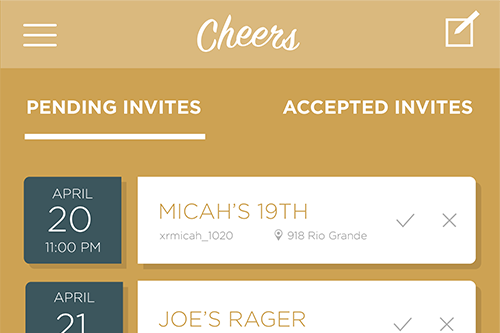 Cheers
PENDING INVITES
ACCEPTED INVITES
APRIL
20
11:00 PM
MICAH'S 19TH
xrmicah_1020
918 Rio Grande
APRIL
21
JOE'S RAGER